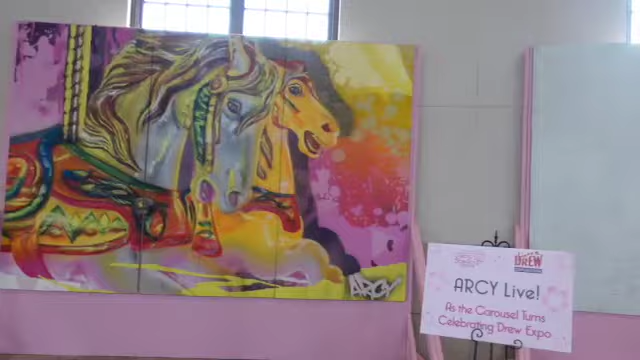 ARCY
DREW
ARCY Live!
As the Carousel Turns
Celebrating Drew Expo